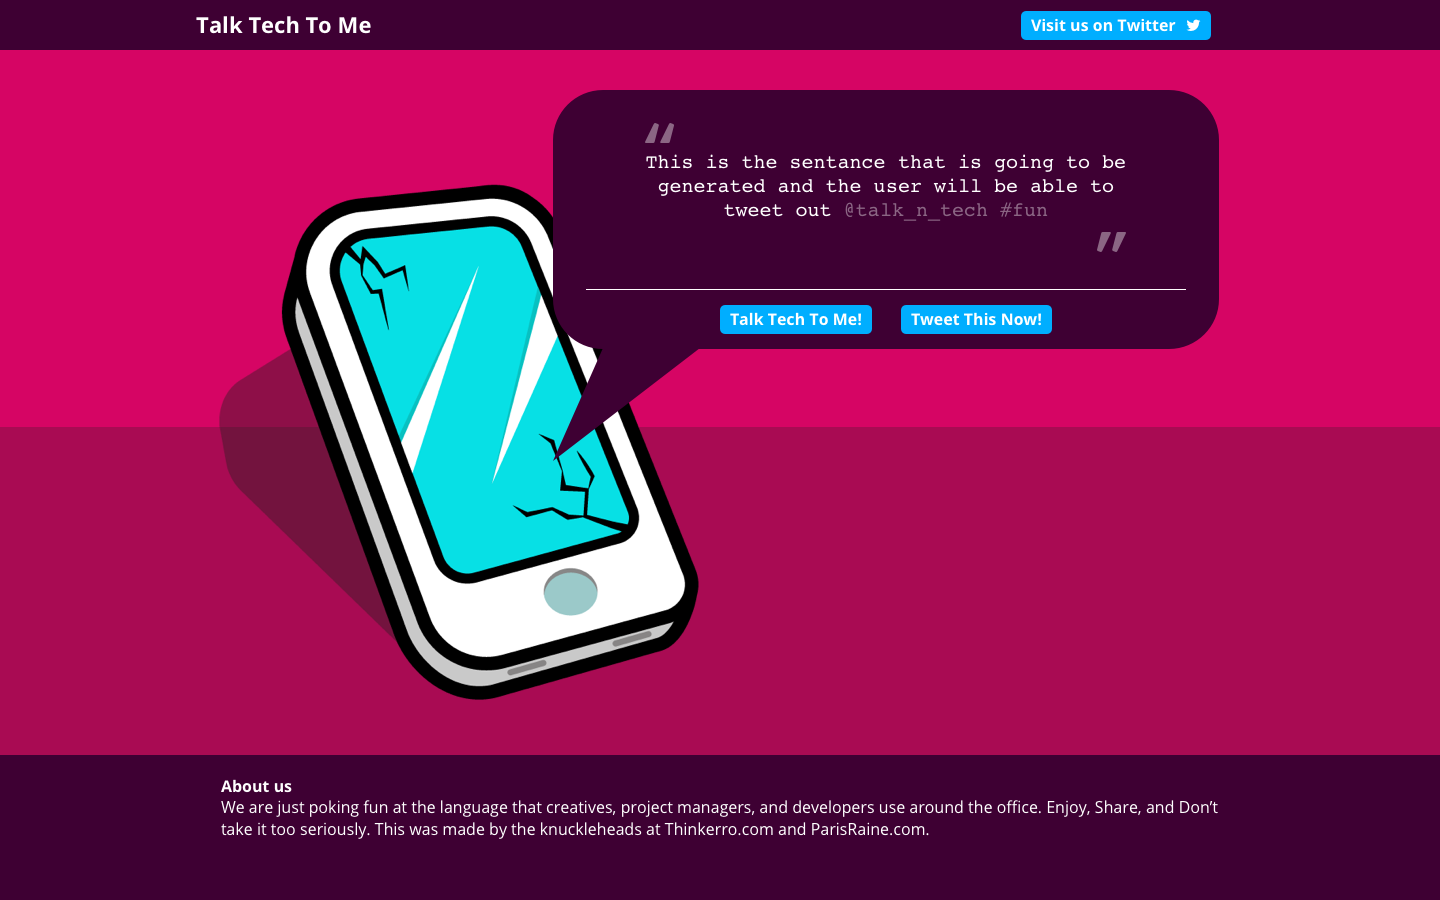 Talk Tech To Me
Visit us on Twitter
“
This is the sentance that is going to be
generated and the user will be able to
tweet out @talk_n_tech #fun
”
Talk Tech To Me!
Tweet This Now!
About us
We are just poking fun at the language that creatives, project managers, and developers use around the office. Enjoy, Share, and Don’t
take it too seriously. This was made by the knuckleheads at Thinkerro.com and ParisRaine.com.